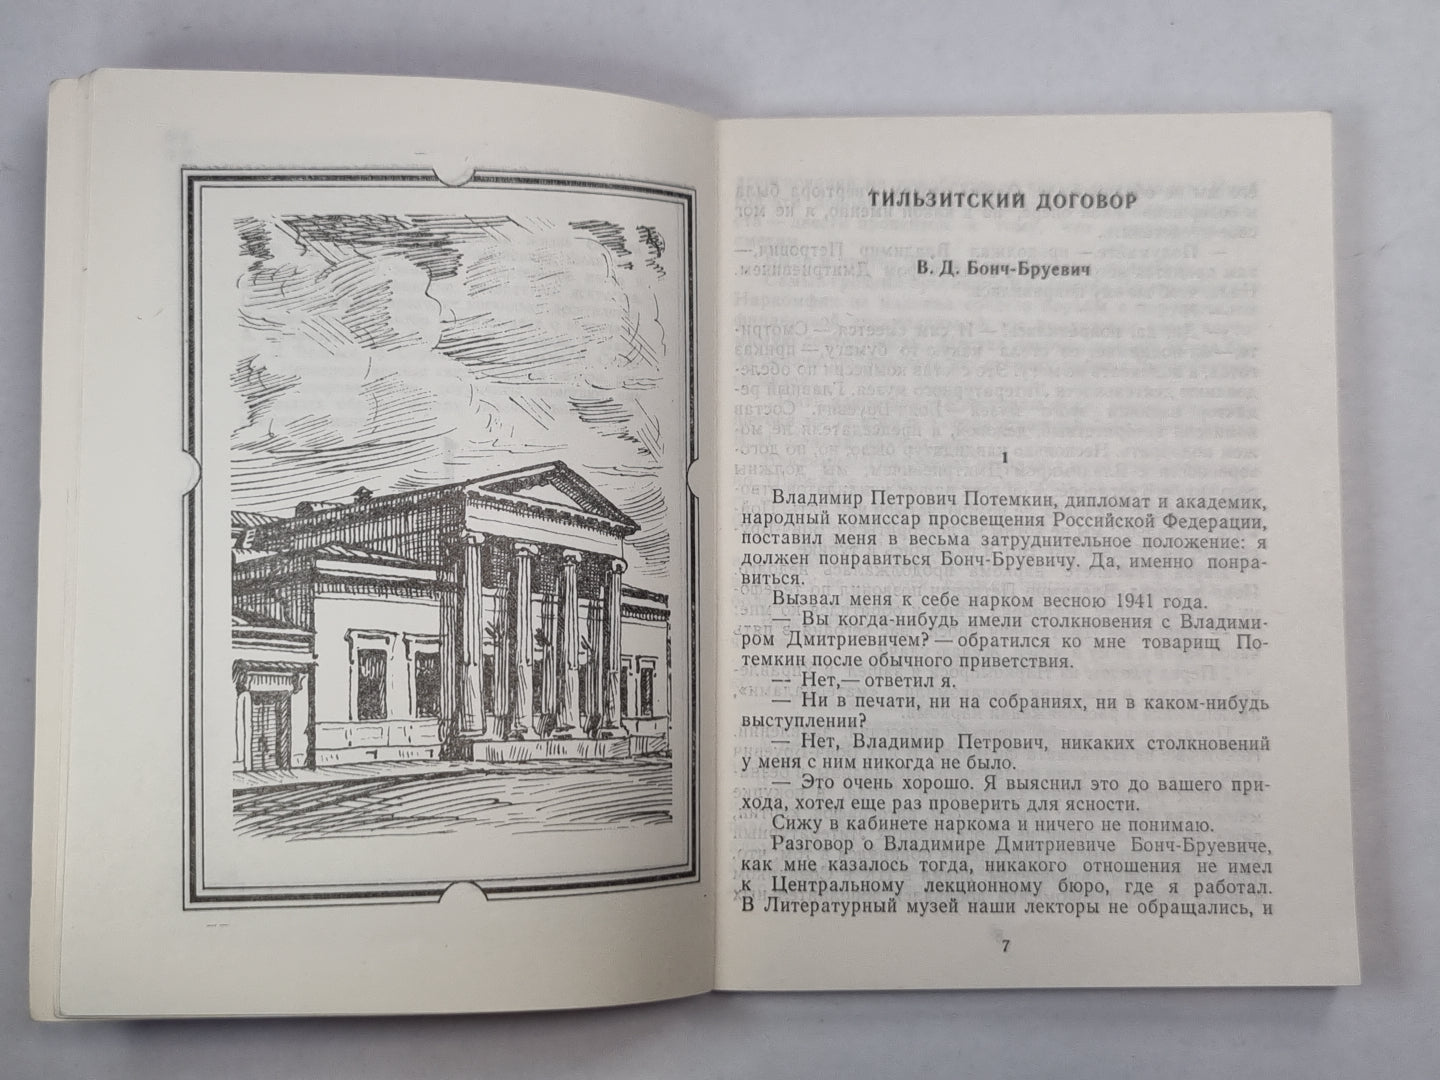 ТИЛЬЗИТСКИЙ ДОГОВОР
В. Д. Бонч-Бруевич
1
Владимир Петрович Потемкин, дипломат и академик,
народный комиссар просвещения Российской Федерации,
поставил меня в весьма затруднительное положение: я
должен понравиться Бонч-Бруевичу. Да, именно понра-
виться.
Вызвал меня к себе нарком весною 1941 года.
— Вы когда-нибудь имели столкновения с Владими-
ром Дмитриевичем? — обратился ко мне товарищ По-
темкин после обычного приветствия.
— Нет,— ответил я.
— Ни в печати, ни на собраниях, ни в каком-нибудь
выступлении?
— Нет, Владимир Петрович, никаких столкновений
у меня с ним никогда не было.
— Это очень хорошо. Я выяснил это до вашего при-
хода, хотел еще раз проверить для ясности.
Сижу в кабинете наркома и ничего не понимаю.
Разговор о Владимире Дмитриевиче Бонч-Бруевиче,
как мне казалось тогда, никакого отношения не имел
к Центральному лекционному бюро, где я работал.
В Литературный музей наши лекторы не обращались, и
7